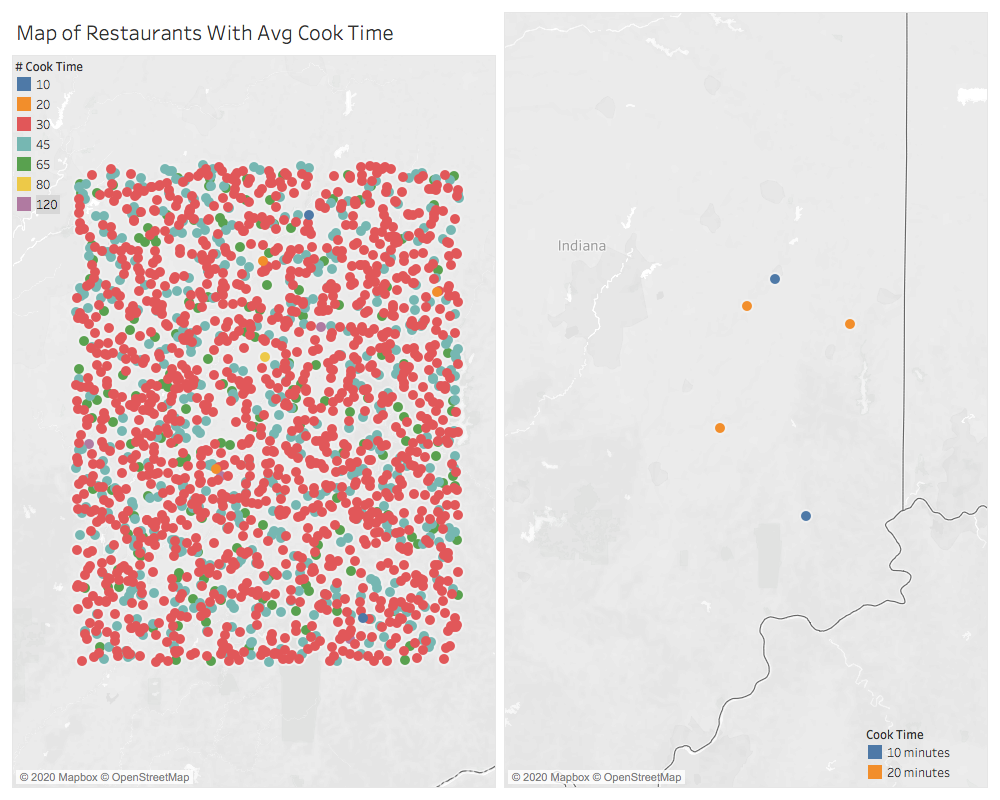 Map of Restaurants With Avg Cook Time
# Cook Time
10
20
30
45
65
80
120
© 2020 Mapbox © OpenStreetMap
Indiana
Cook Time
10 minutes
20 minutes
© 2020 Mapbox © OpenStreetMap